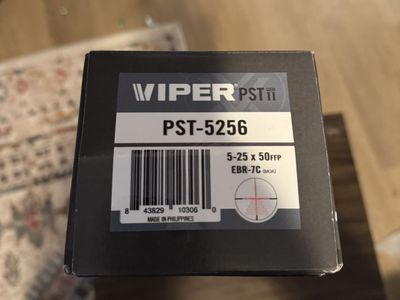 VIPER® PST GEN II
PST-5256
5-25 x 50 FFP
EBR-7C (MOA)
8 43829 10306 0
MADE IN PHILIPPINES